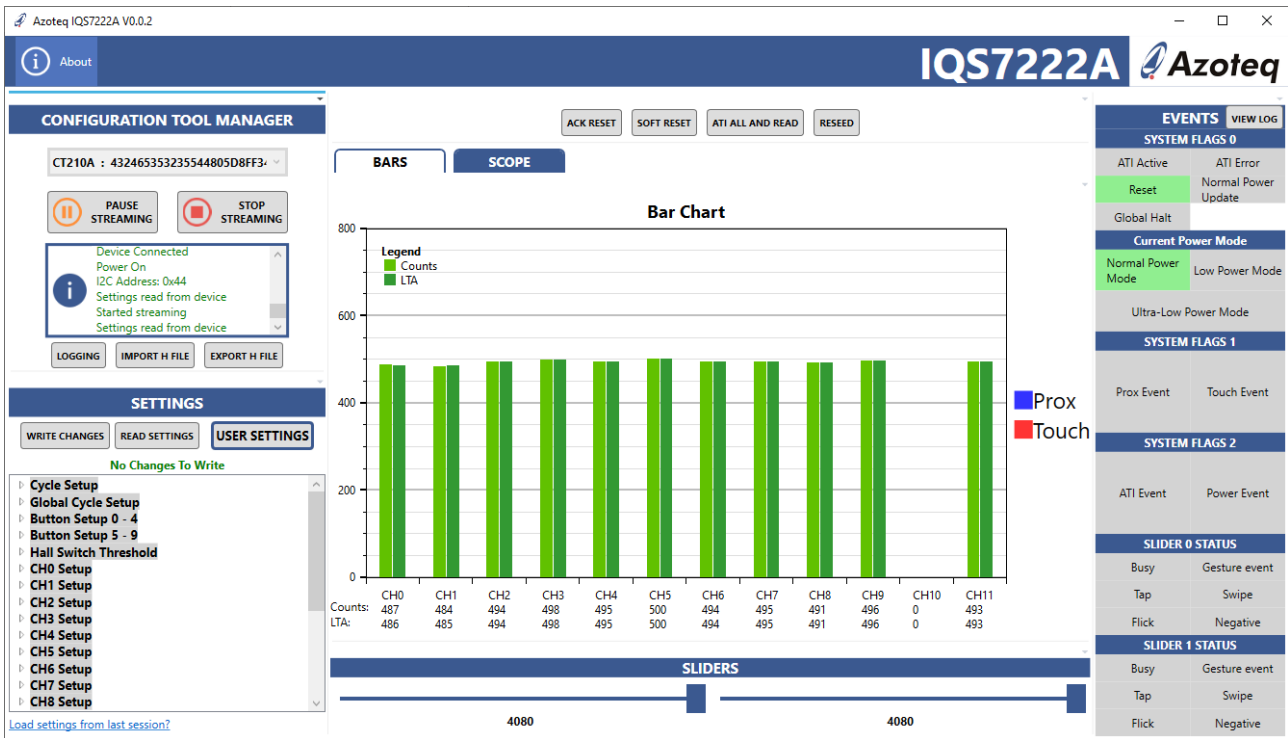 Azoteq IQS7222A V0.0.2
About
IQS7222A
Azoteq
CONFIGURATION TOOL MANAGER
PAUSE STREAMING
STOP STREAMING
Device Connected
Power On
I2C Address: 0x44
Settings read from device
Started streaming
Settings read from device
LOGGING
IMPORT H FILE
EXPORT H FILE
SETTINGS
WRITE CHANGES
READ SETTINGS
USER SETTINGS
No Changes To Write
Cycle Setup
Global Cycle Setup
Button Setup 0 - 4
Button Setup 5 - 9
Hall Switch Threshold
CH0 Setup
CH1 Setup
CH2 Setup
CH3 Setup
CH4 Setup
CH5 Setup
CH6 Setup
CH7 Setup
CH8 Setup
Load settings from last session?
ACK RESET
SOFT RESET
ATI ALL AND READ
RESEED
BARS
SCOPE
Bar Chart
Legend
Counts
LTA
800
600
400
200
0
CH0 CH1 CH2 CH3 CH4 CH5 CH6 CH7 CH8 CH9 CH10 CH11
Counts: 487 484 494 498 495 500 494 495 491 496 0 493
LTA: 486 485 494 498 495 500 494 495 491 496 0 493
Prox
Touch
SLIDERS
4080
4080
EVENTS
VIEW LOG
SYSTEM FLAGS 0
ATI Active
ATI Error
Reset
Normal Power
Update
Global Halt
Current Power Mode
Normal Power
Mode
Low Power Mode
Ultra-Low Power Mode
SYSTEM FLAGS 1
Prox Event
Touch Event
SYSTEM FLAGS 2
ATI Event
Power Event
SLIDER 0 STATUS
Busy
Gesture event
Tap
Swipe
Flick
Negative
SLIDER 1 STATUS
Busy
Gesture event
Tap
Swipe
Flick
Negative